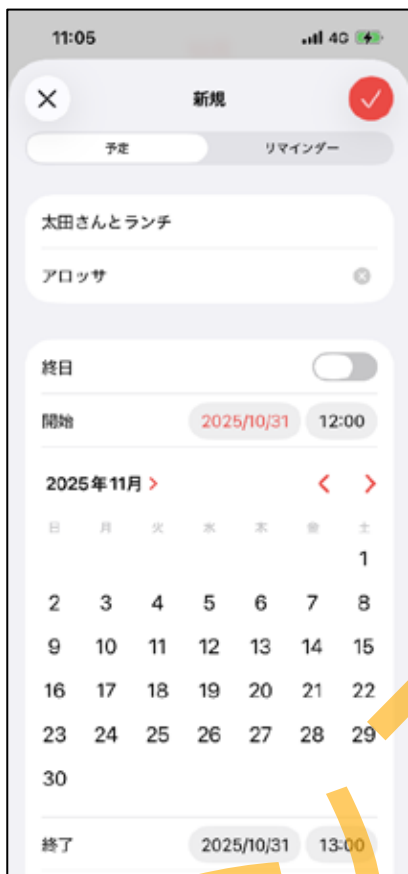 11:05 4G
新規
予定 リマインダー
太田さんとランチ
アロッサ
終日
開始 2025/10/31 12:00
2025年11月
日 月 火 水 木 金 土
1
2 3 4 5 6 7 8
9 10 11 12 13 14 15
16 17 18 19 20 21 22
23 24 25 26 27 28 29
30
終了 2025/10/31 13:00